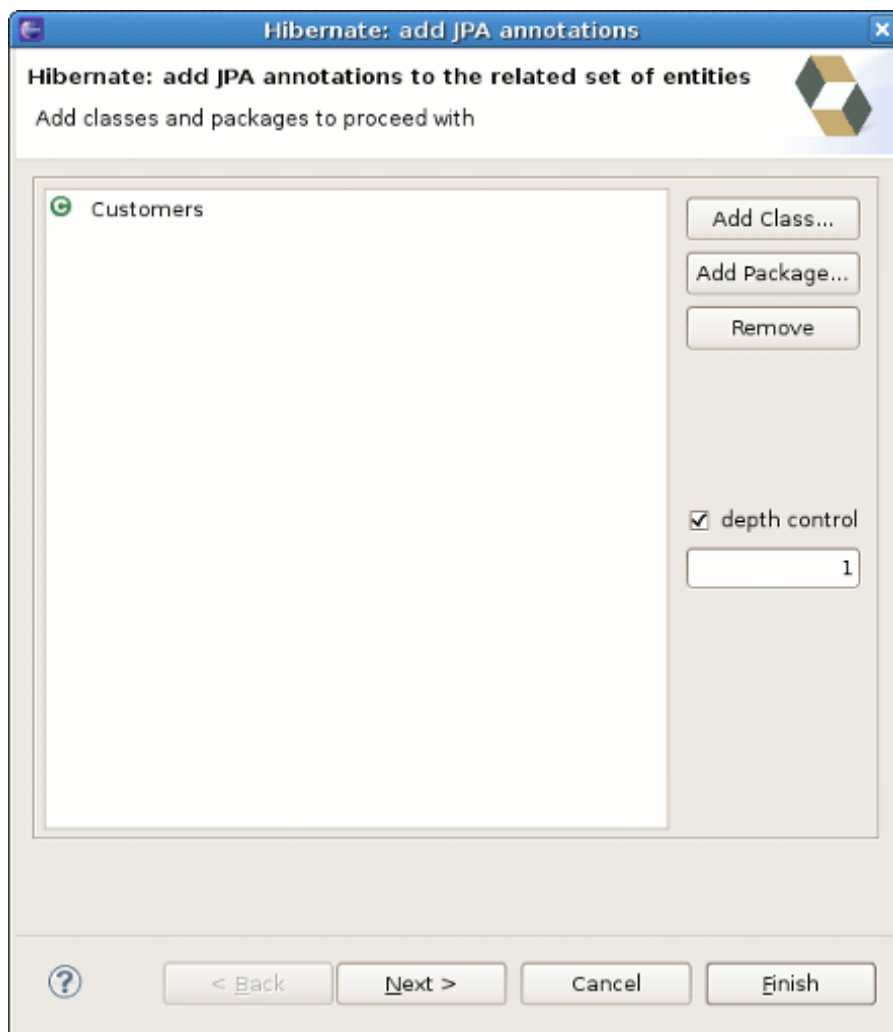 Hibernate: add JPA annotations
Hibernate: add JPA annotations to the related set of entities
Add classes and packages to proceed with
C Customers
Add Class...
Add Package...
Remove
depth control
1
? < Back Next > Cancel Finish